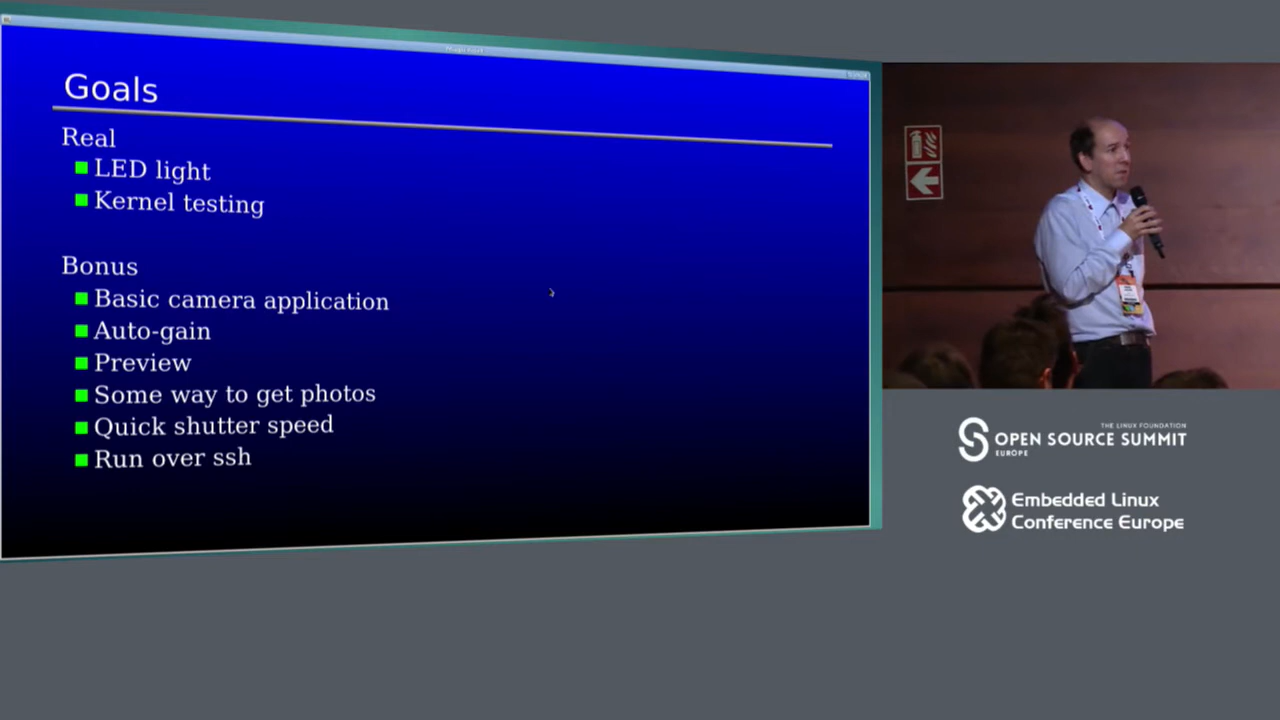 Goals
Real
LED light
Kernel testing
Bonus
Basic camera application
Auto-gain
Preview
Some way to get photos
Quick shutter speed
Run over ssh
THE LINUX FOUNDATION
OPEN SOURCE SUMMIT
EUROPE
Embedded Linux
Conference Europe